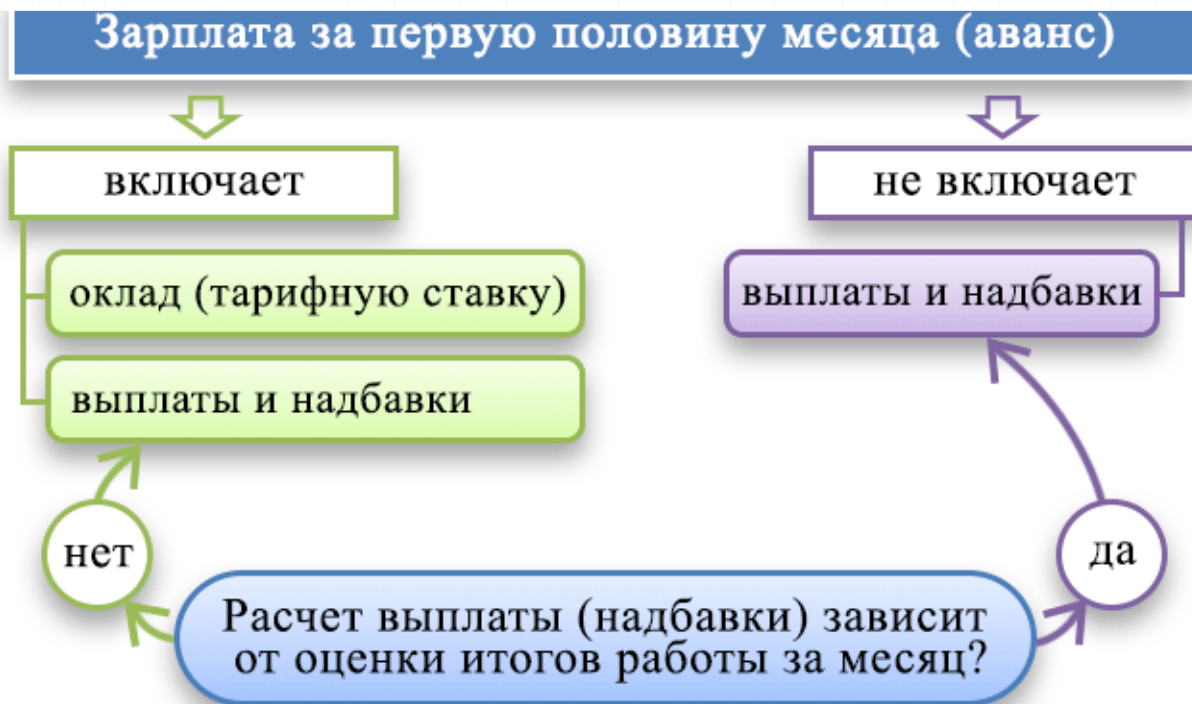 Зарплата за первую половину месяца (аванс)
включает
не включает
оклад (тарифную ставку)
выплаты и надбавки
выплаты и надбавки
нет
да
Расчет выплаты (надбавки) зависит
от оценки итогов работы за месяц?